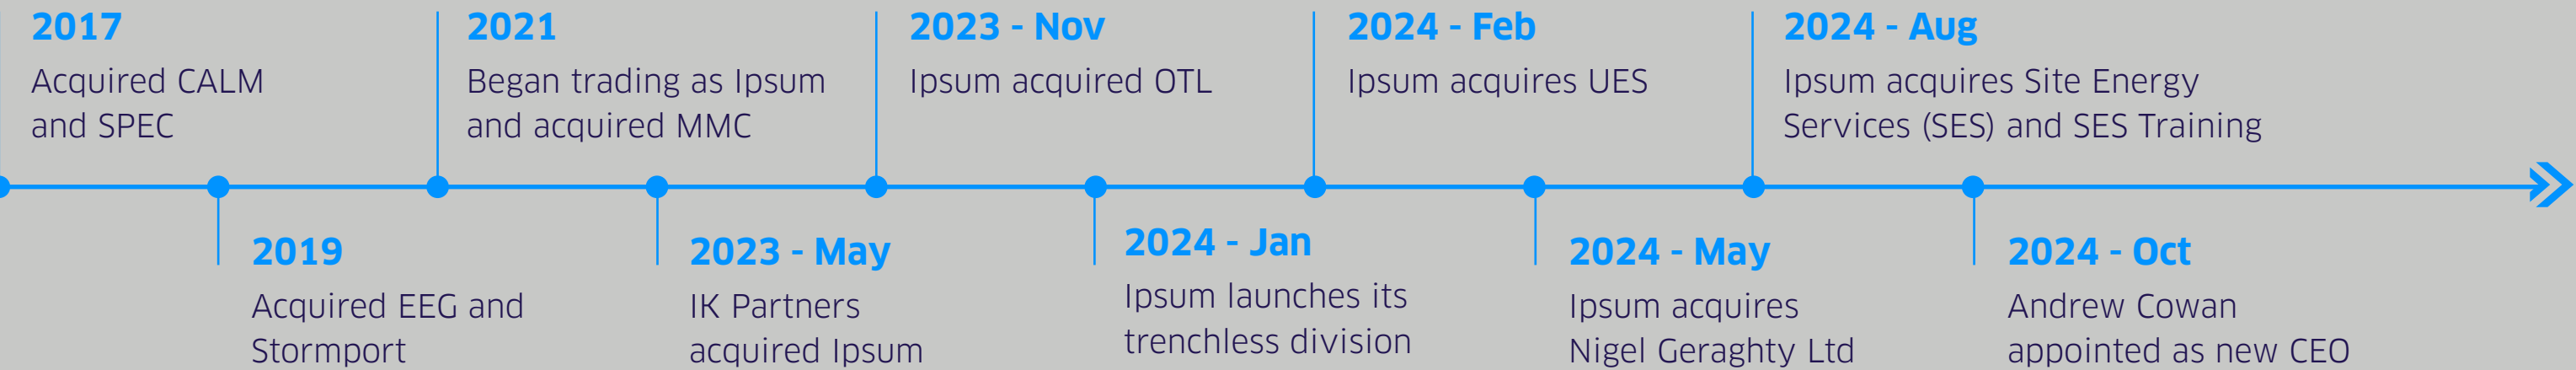 2017
Acquired CALM
and SPEC
2019
Acquired EEG and
Stormport
2021
Began trading as Ipsum
and acquired MMC
2023 - May
IK Partners
acquired Ipsum
2023 - Nov
Ipsum acquired OTL
2024 - Jan
Ipsum launches its
trenchless division
2024 - Feb
Ipsum acquires UES
2024 - May
Ipsum acquires
Nigel Geraghty Ltd
2024 - Aug
Ipsum acquires Site Energy
Services (SES) and SES Training
2024 - Oct
Andrew Cowan
appointed as new CEO